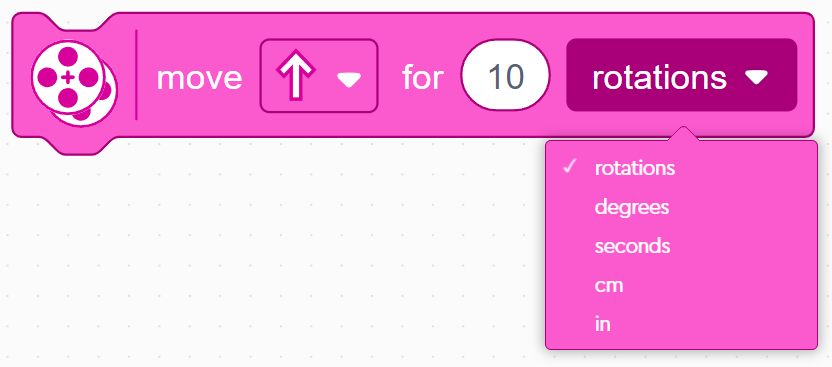 move for 10 rotations
rotations
degrees
seconds
cm
in